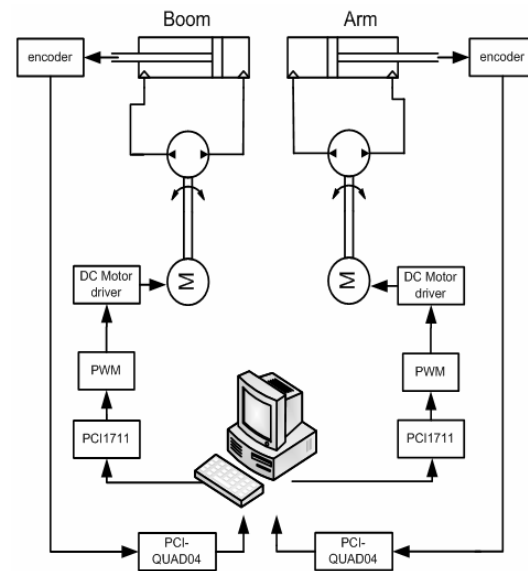 Boom
Arm
encoder
encoder
M
M
DC Motor
driver
DC Motor
driver
PWM
PWM
PCI1711
PCI1711
PCI-
QUAD04
PCI-
QUAD04